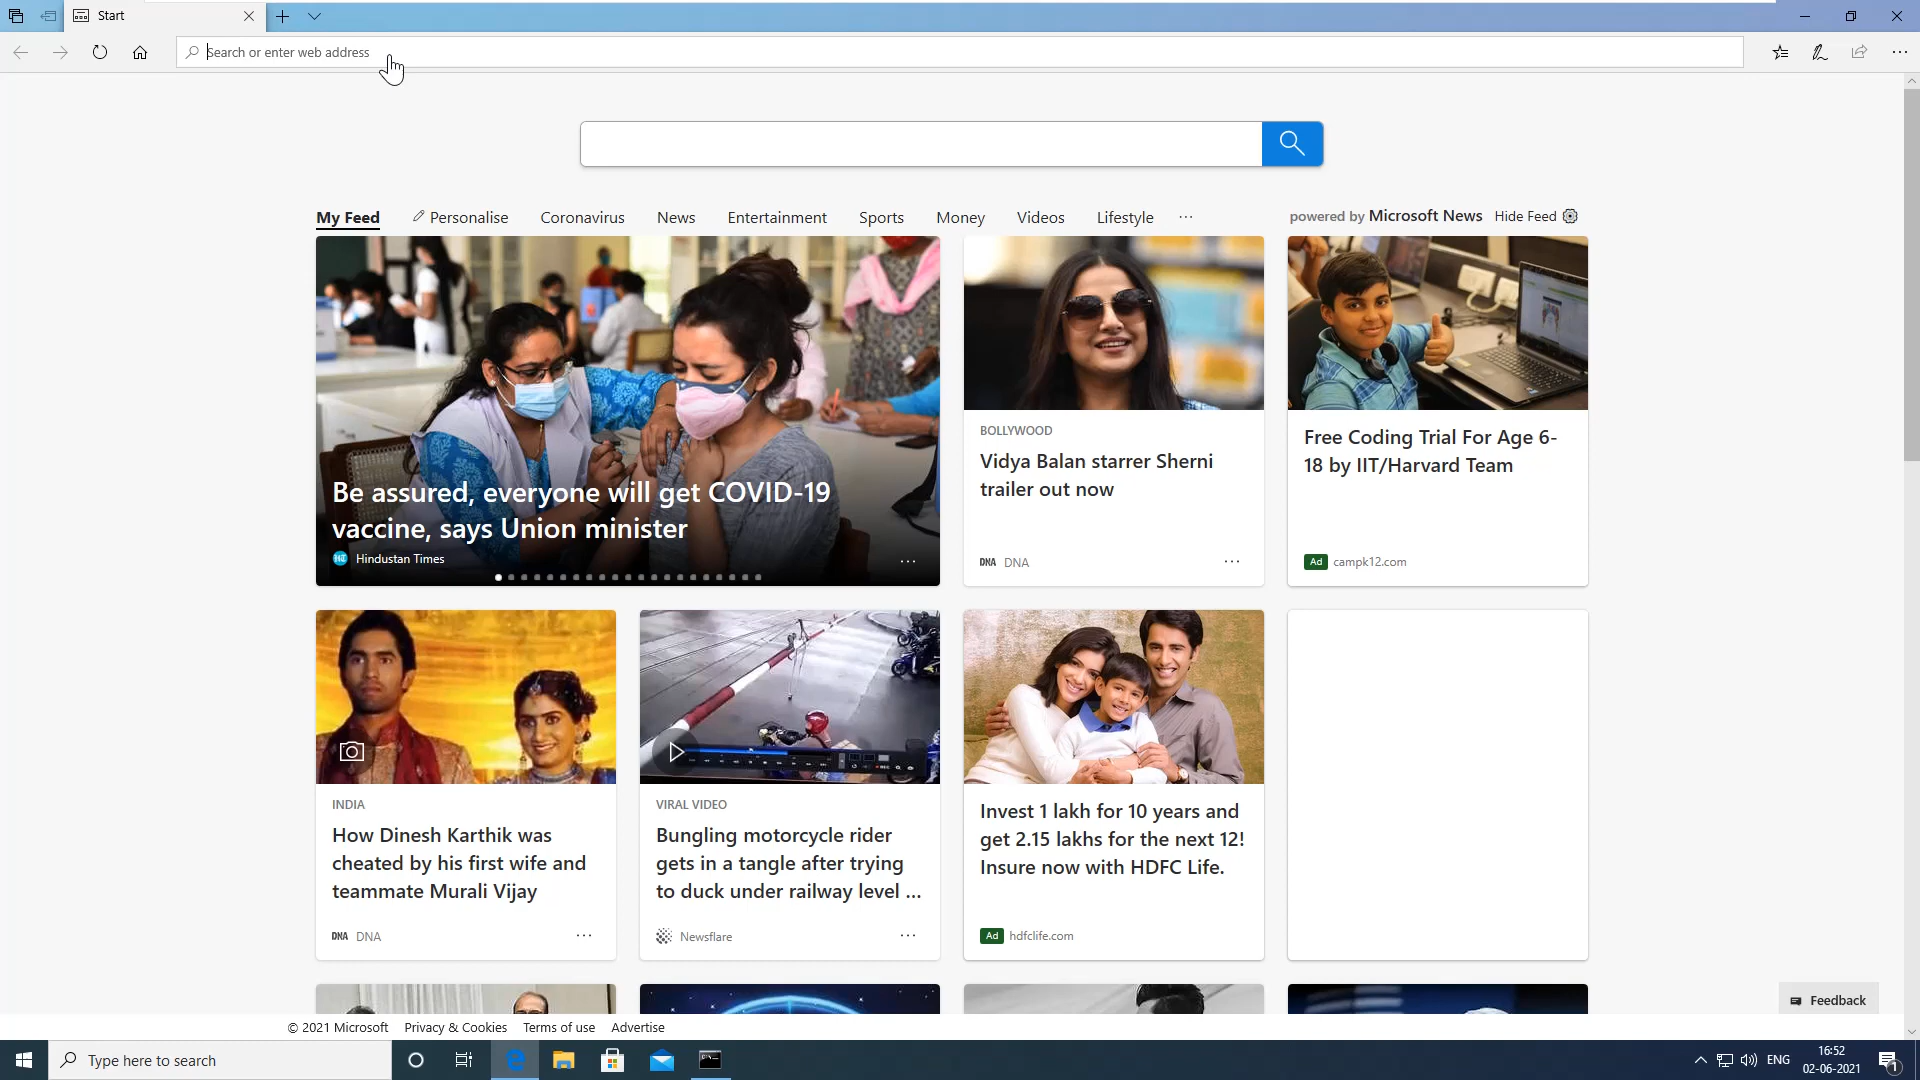 Start
Search or enter web address
My Feed
Personalise
Coronavirus
News
Entertainment
Sports
Money
Videos
Lifestyle
powered by Microsoft News
Hide Feed
Be assured, everyone will get COVID-19
vaccine, says Union minister
Hindustan Times
BOLLYWOOD
Vidya Balan starrer Sherni
trailer out now
DNA DNA
Free Coding Trial For Age 6-
18 by IIT/Harvard Team
Ad campk12.com
INDIA
How Dinesh Karthik was
cheated by his first wife and
teammate Murali Vijay
DNA DNA
VIRAL VIDEO
Bungling motorcycle rider
gets in a tangle after trying
to duck under railway level ...
Newsflare
Invest 1 lakh for 10 years and
get 2.15 lakhs for the next 12!
Insure now with HDFC Life.
Ad hdfclife.com
Feedback
© 2021 Microsoft
Privacy & Cookies
Terms of use
Advertise
Type here to search
ENG
16:52
02-06-2021
1